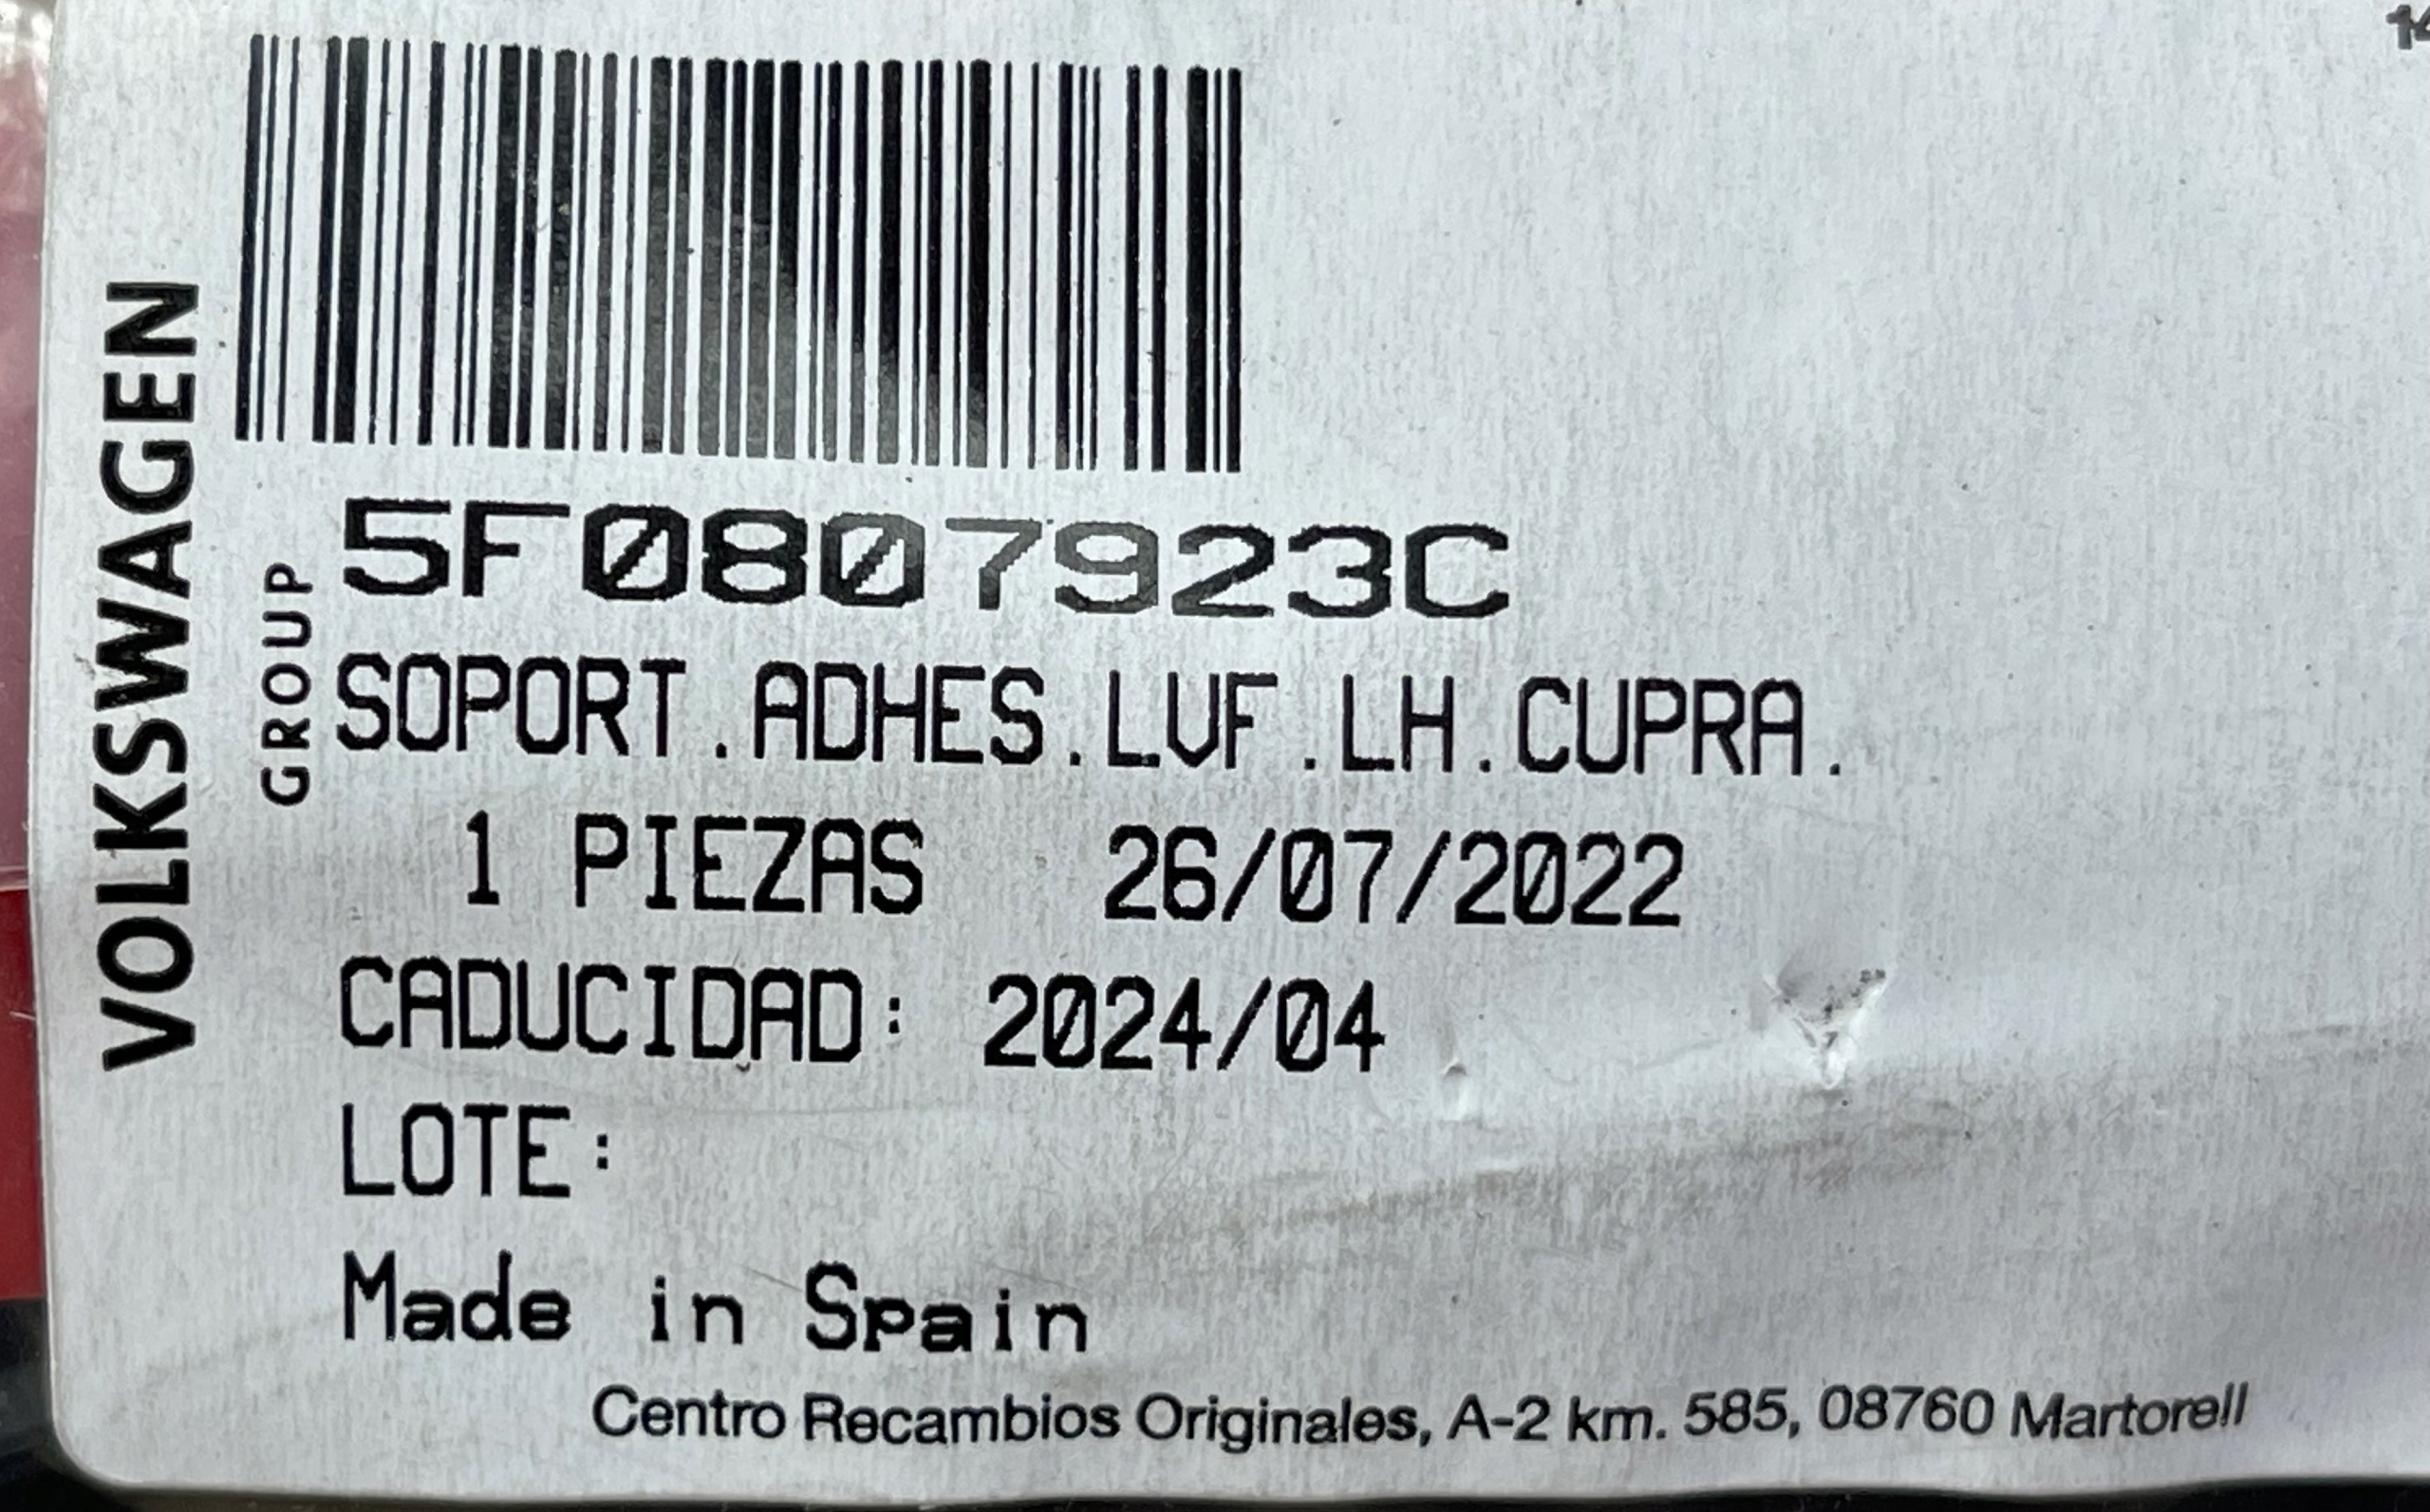 VOLKSWAGEN
GROUP
5F0807923C
SOPORT.ADHES.LVF.LH.CUPRA.
1 PIEZAS 26/07/2022
CADUCIDAD: 2024/04
LOTE:
Made in Spain
Centro Recambios Originales, A-2 km. 585, 08760 Martorell